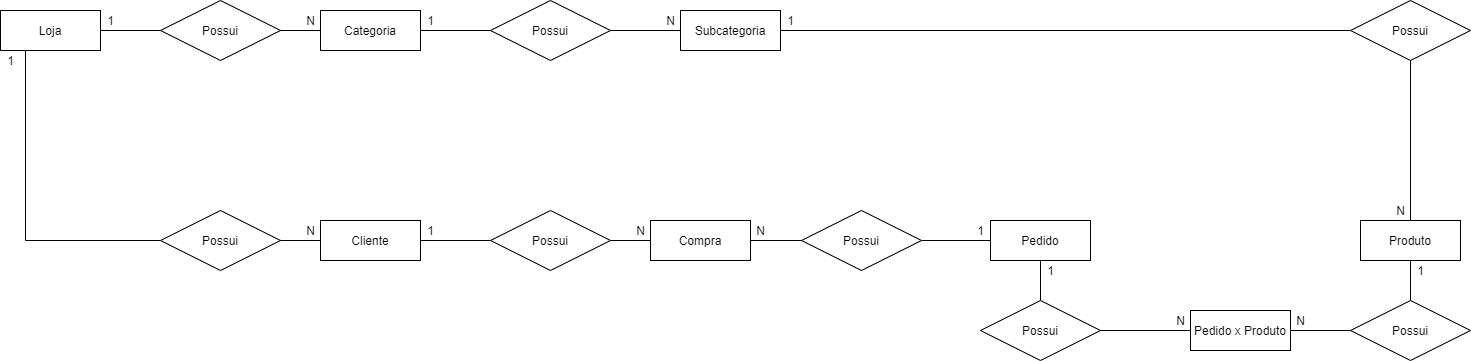 Loja
1
Possui
N
Categoria
1
Possui
N
Subcategoria
1
Possui
1
N
Possui
N
Cliente
1
Possui
N
Compra
N
Possui
1
Pedido
Produto
1
1
Possui
N
Pedido x Produto
N
Possui